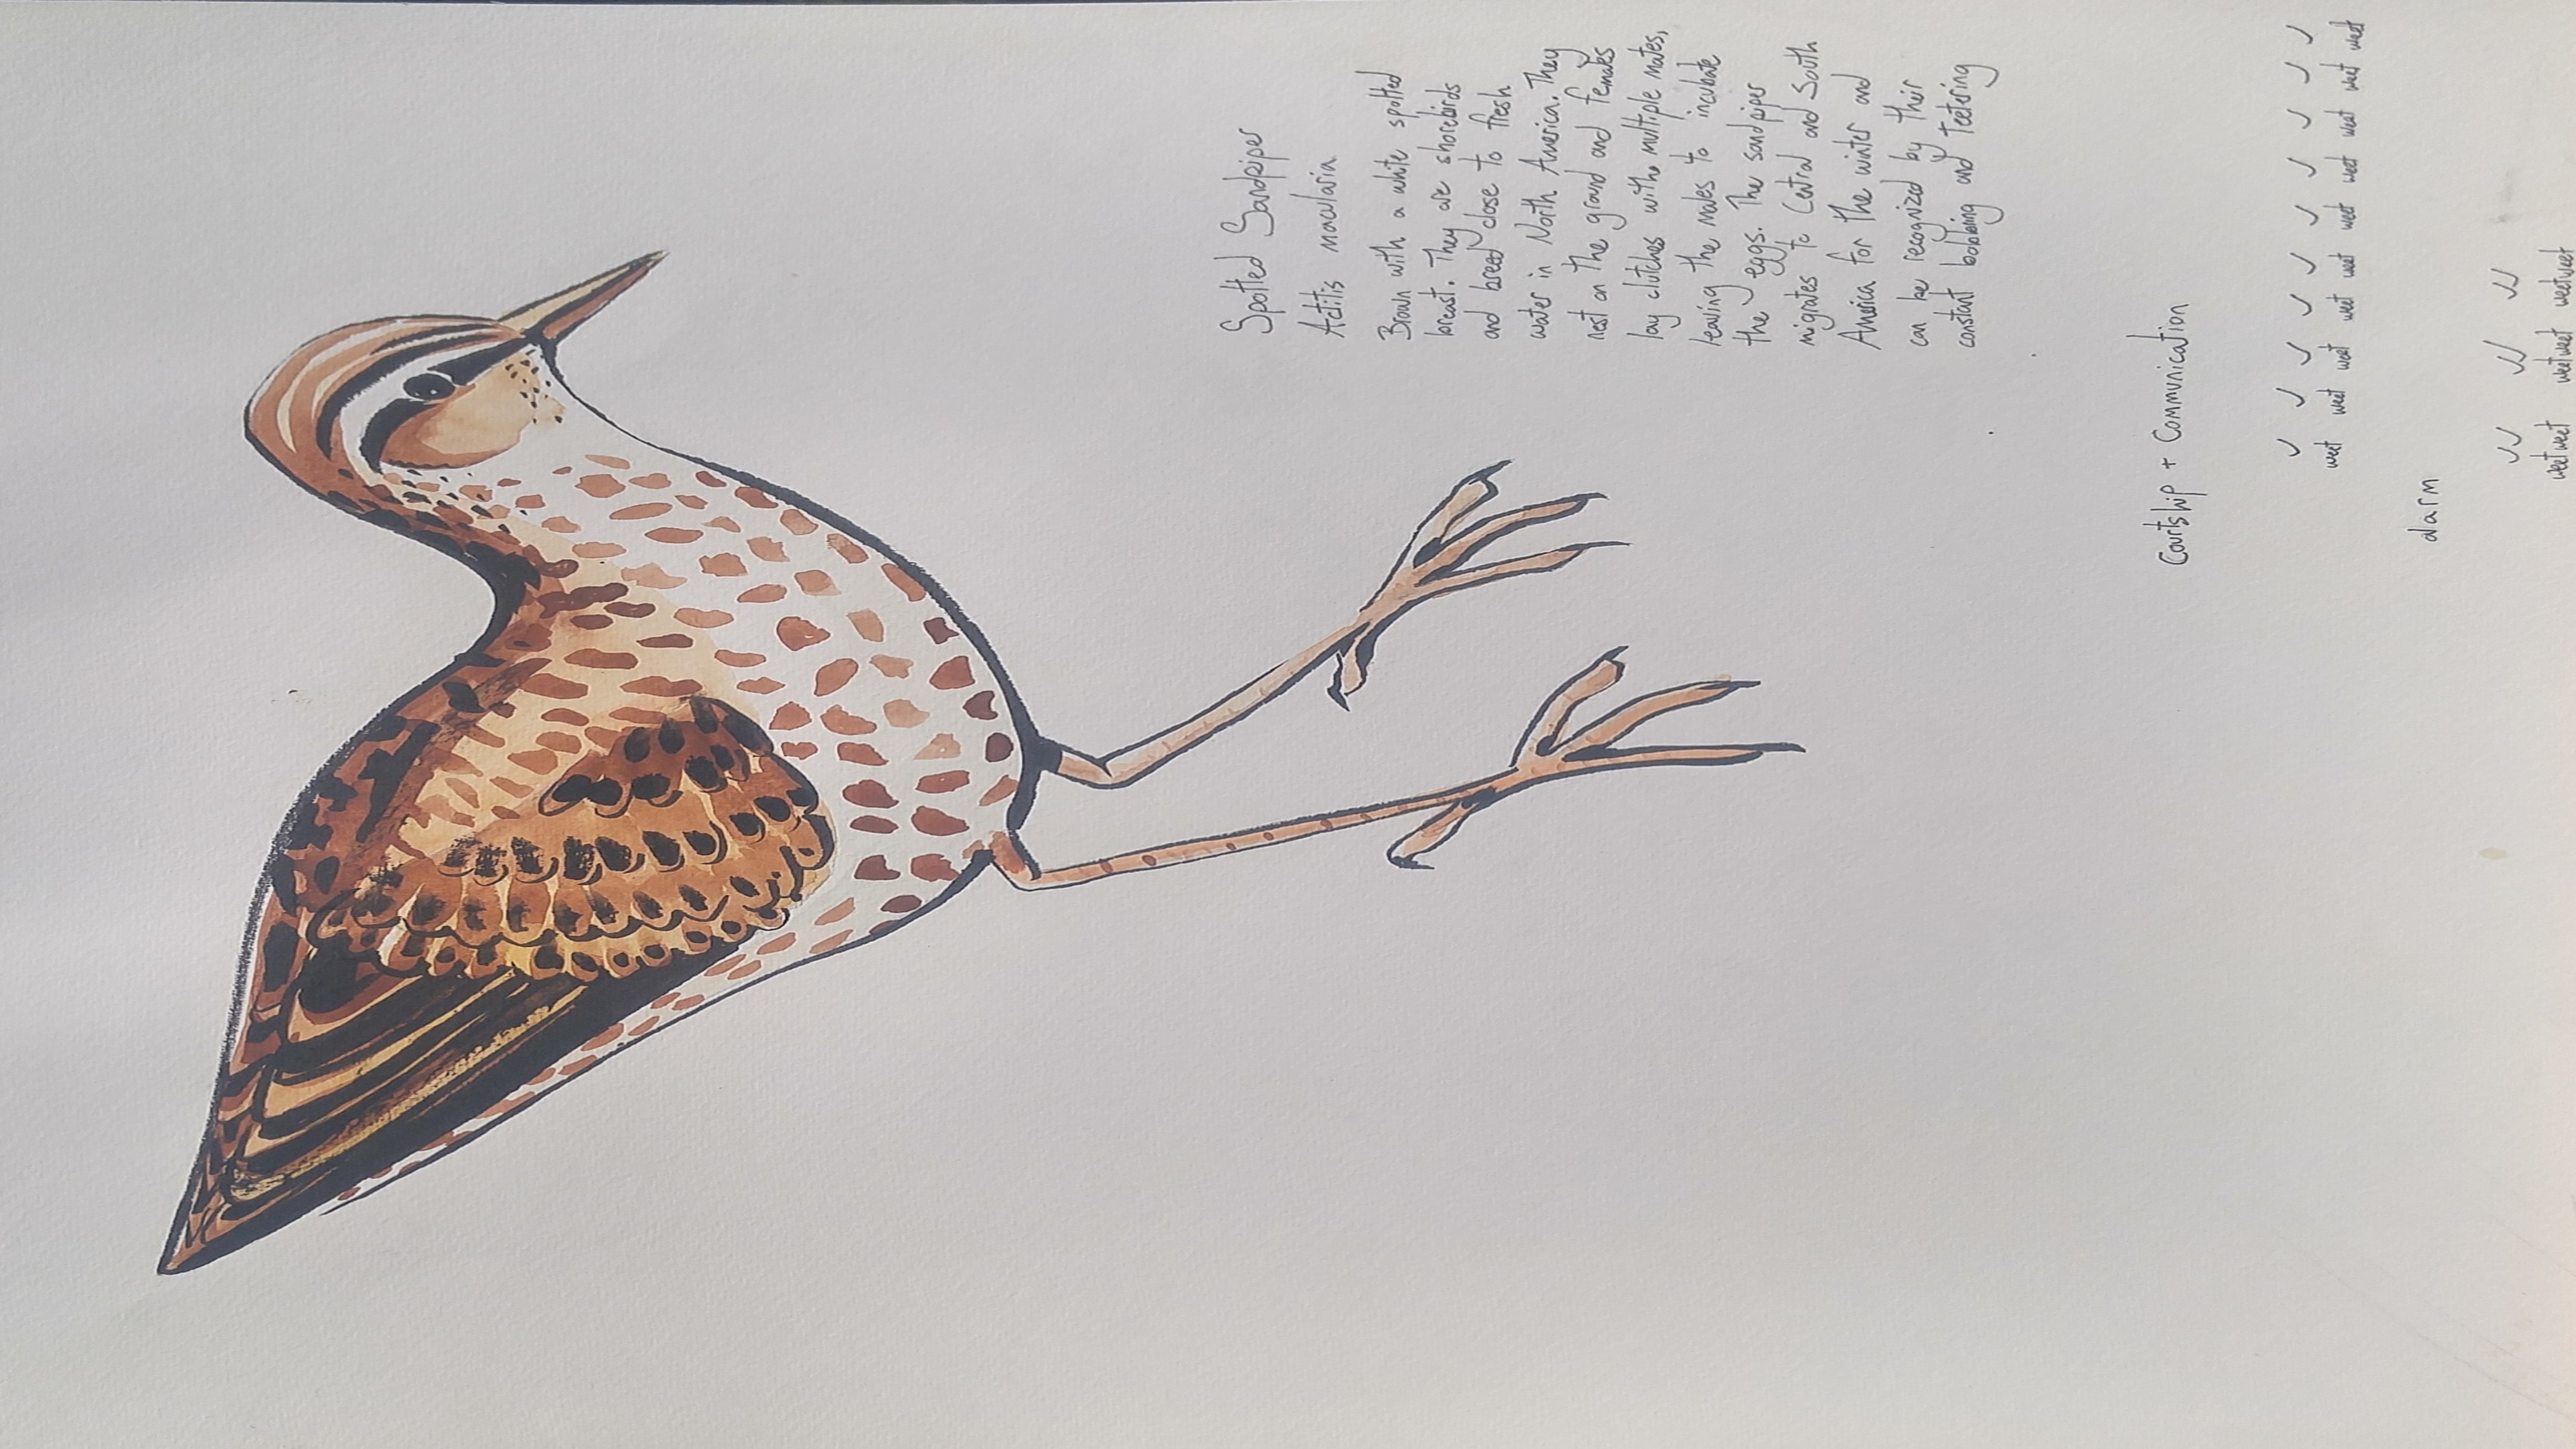 Spotted Sandpiper
Actitis macularia
Brown with a white spotted
breast. They are shorebirds
and breed close to fresh
water in North America. They
nest on the ground and females
lay clutches with multiple mates,
leaving the males to incubate
the eggs. The sandpiper
migrates to Central and South
America for the winter and
can be recognized by their
constant bobbing and teetering
Courtship + Communication
weet weet weet weet weet weet weet weet weet weet
alarm
weetweet weetweet weetweet